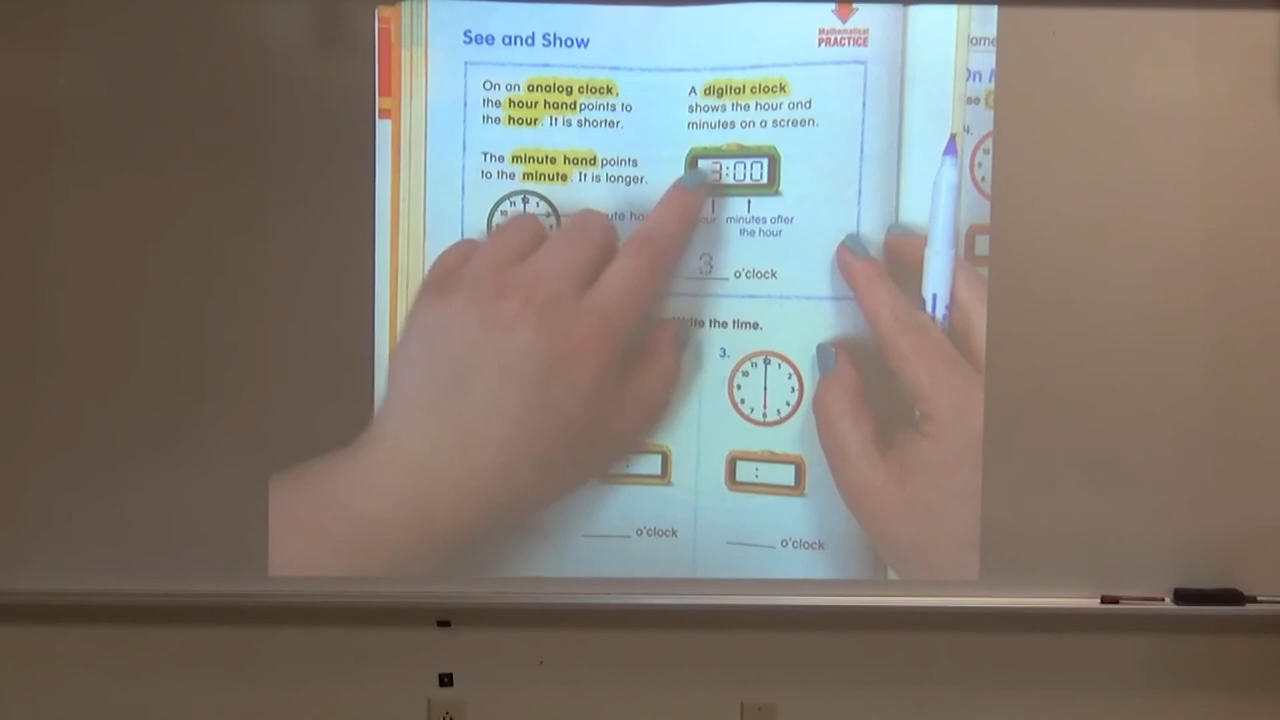 See and Show
Mathematical
PRACTICE
On an analog clock,
the hour hand points to
the hour. It is shorter.
The minute hand points
to the minute. It is longer.
A digital clock
shows the hour and
minutes on a screen.
3:00
minutes after
the hour
3 o'clock
the time.
3.
o'clock
o'clock
4.